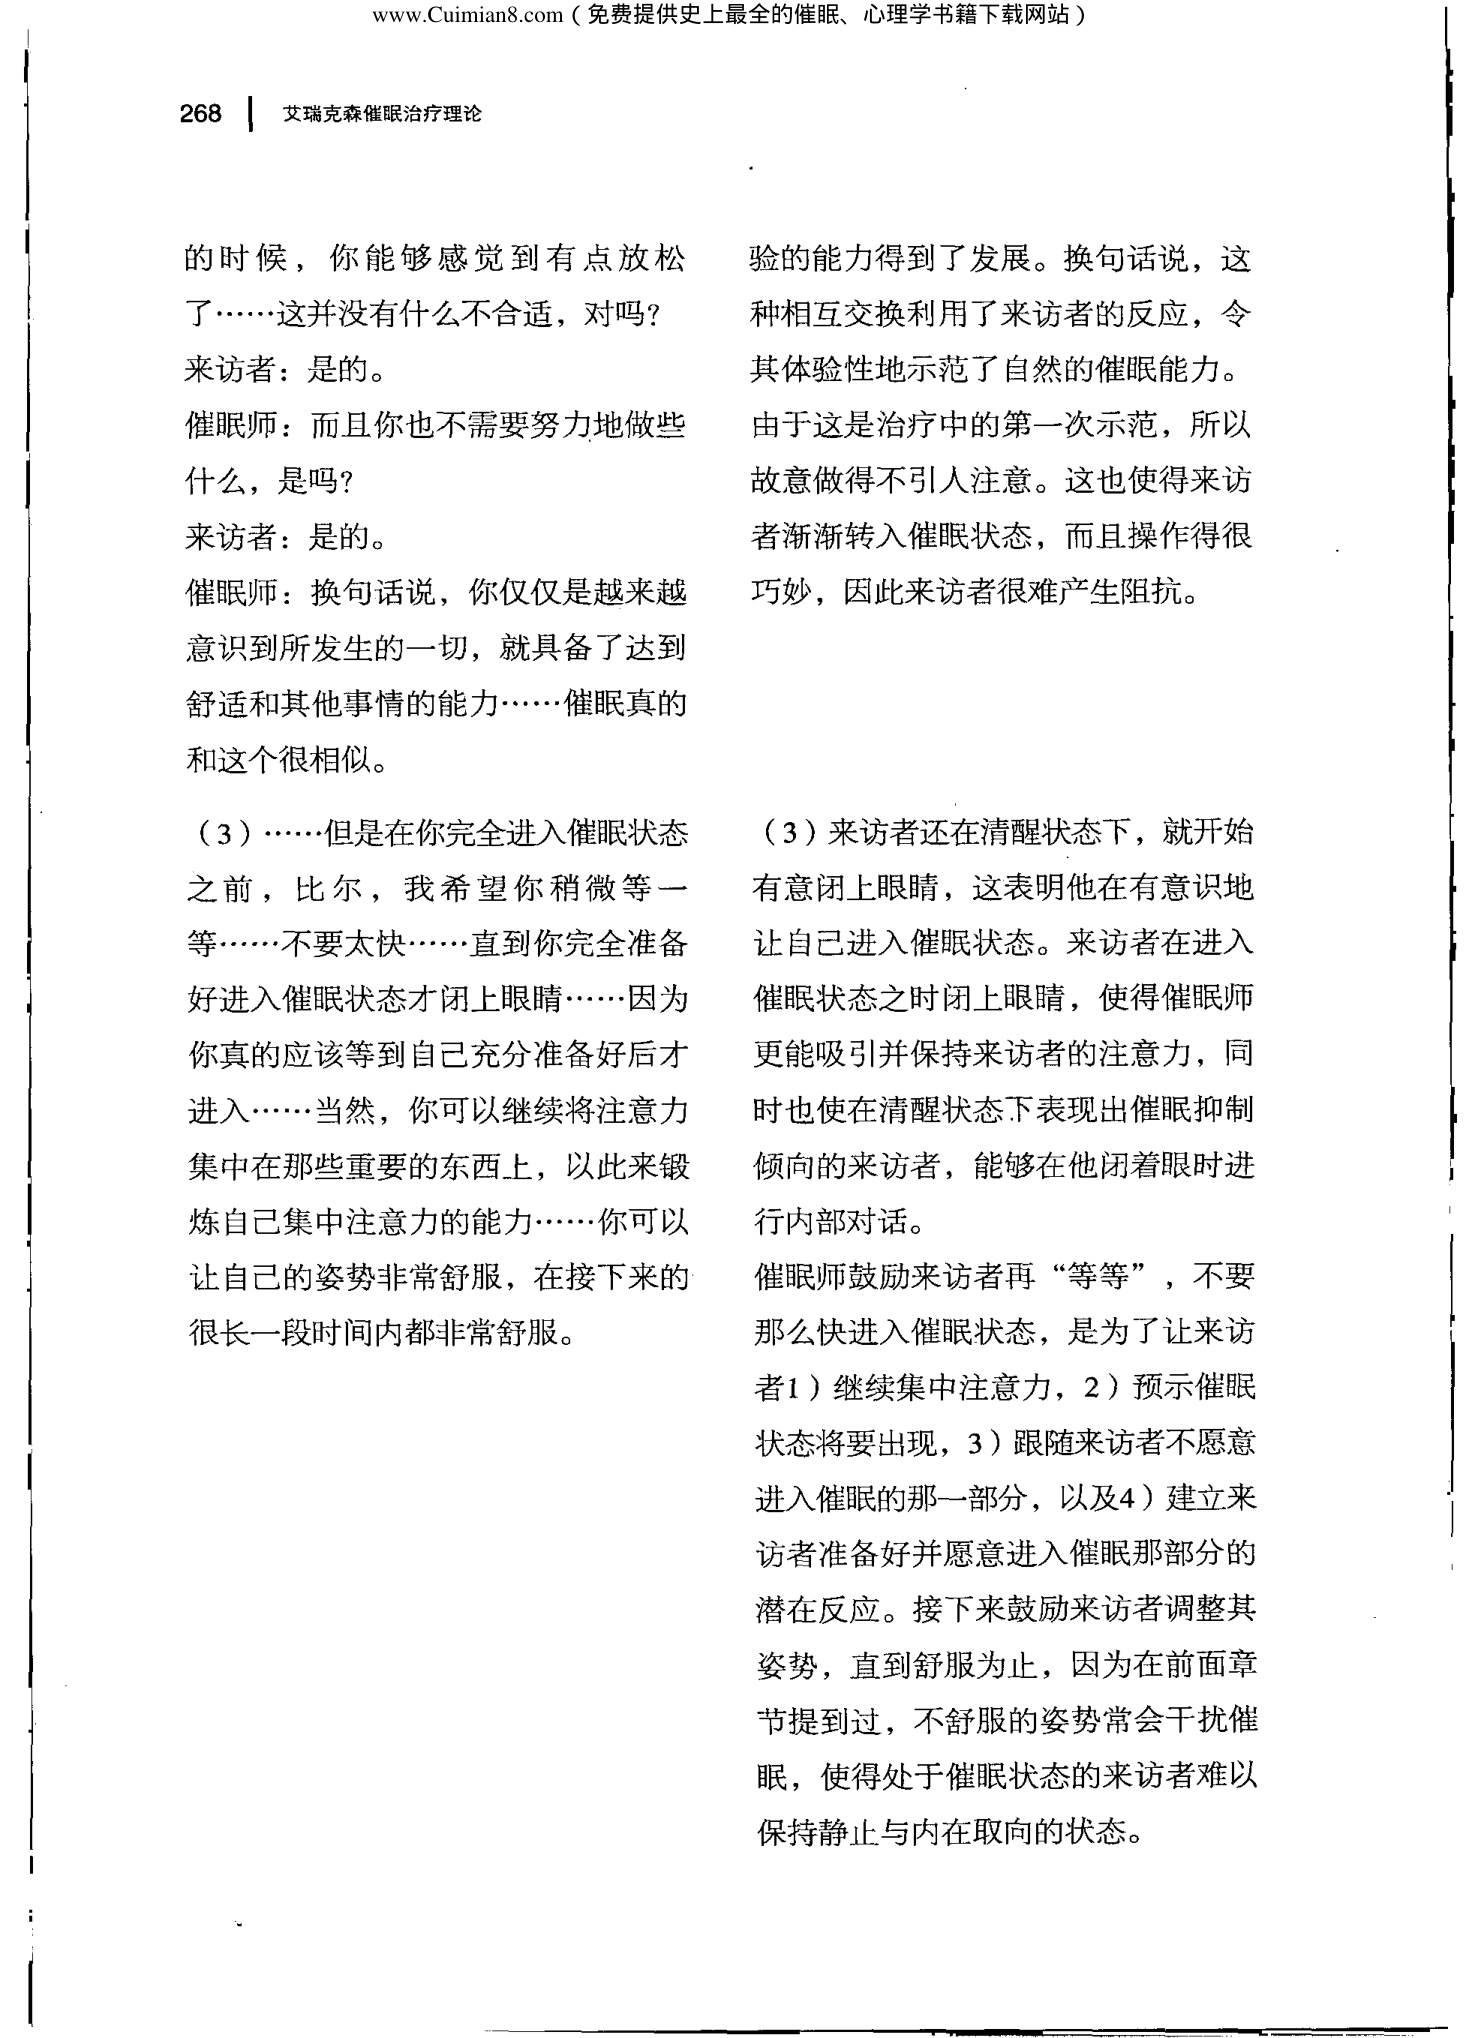 www.Cuimian8.com（免费提供史上最全的催眠、心理学书籍下载网站）
268 | 艾瑞克森催眠治疗理论
的时候，你能够感觉到有点放松
了……这并没有什么不合适，对吗？
来访者：是的。
催眠师：而且你也不需要努力地做些
什么，是吗？
来访者：是的。
催眠师：换句话说，你仅仅是越来越
意识到所发生的一切，就具备了达到
舒适和其他事情的能力……催眠真的
和这个很相似。
（3）……但是在你完全进入催眠状态
之前，比尔，我希望你稍微等一
等……不要太快……直到你完全准备
好进入催眠状态才闭上眼睛……因为
你真的应该等到自己充分准备好后才
进入……当然，你可以继续将注意力
集中在那些重要的东西上，以此来锻
炼自己集中注意力的能力……你可以
让自己的姿势非常舒服，在接下来的
很长一段时间内都非常舒服。
验的能力得到了发展。换句话说，这
种相互交换利用了来访者的反应，令
其体验性地示范了自然的催眠能力。
由于这是治疗中的第一次示范，所以
故意做得不引人注意。这也使得来访
者渐渐转入催眠状态，而且操作得很
巧妙，因此来访者很难产生阻抗。
（3）来访者还在清醒状态下，就开始
有意闭上眼睛，这表明他在有意识地
让自己进入催眠状态。来访者在进入
催眠状态之时闭上眼睛，使得催眠师
更能吸引并保持来访者的注意力，同
时也使在清醒状态下表现出催眠抑制
倾向的来访者，能够在他闭着眼时进
行内部对话。
催眠师鼓励来访者再“等等”，不要
那么快进入催眠状态，是为了让来访
者1）继续集中注意力，2）预示催眠
状态将要出现，3）跟随来访者不愿意
进入催眠的那一部分，以及4）建立来
访者准备好并愿意进入催眠那部分的
潜在反应。接下来鼓励来访者调整其
姿势，直到舒服为止，因为在前面章
节提到过，不舒服的姿势常会干扰催
眠，使得处于催眠状态的来访者难以
保持静止与内在取向的状态。